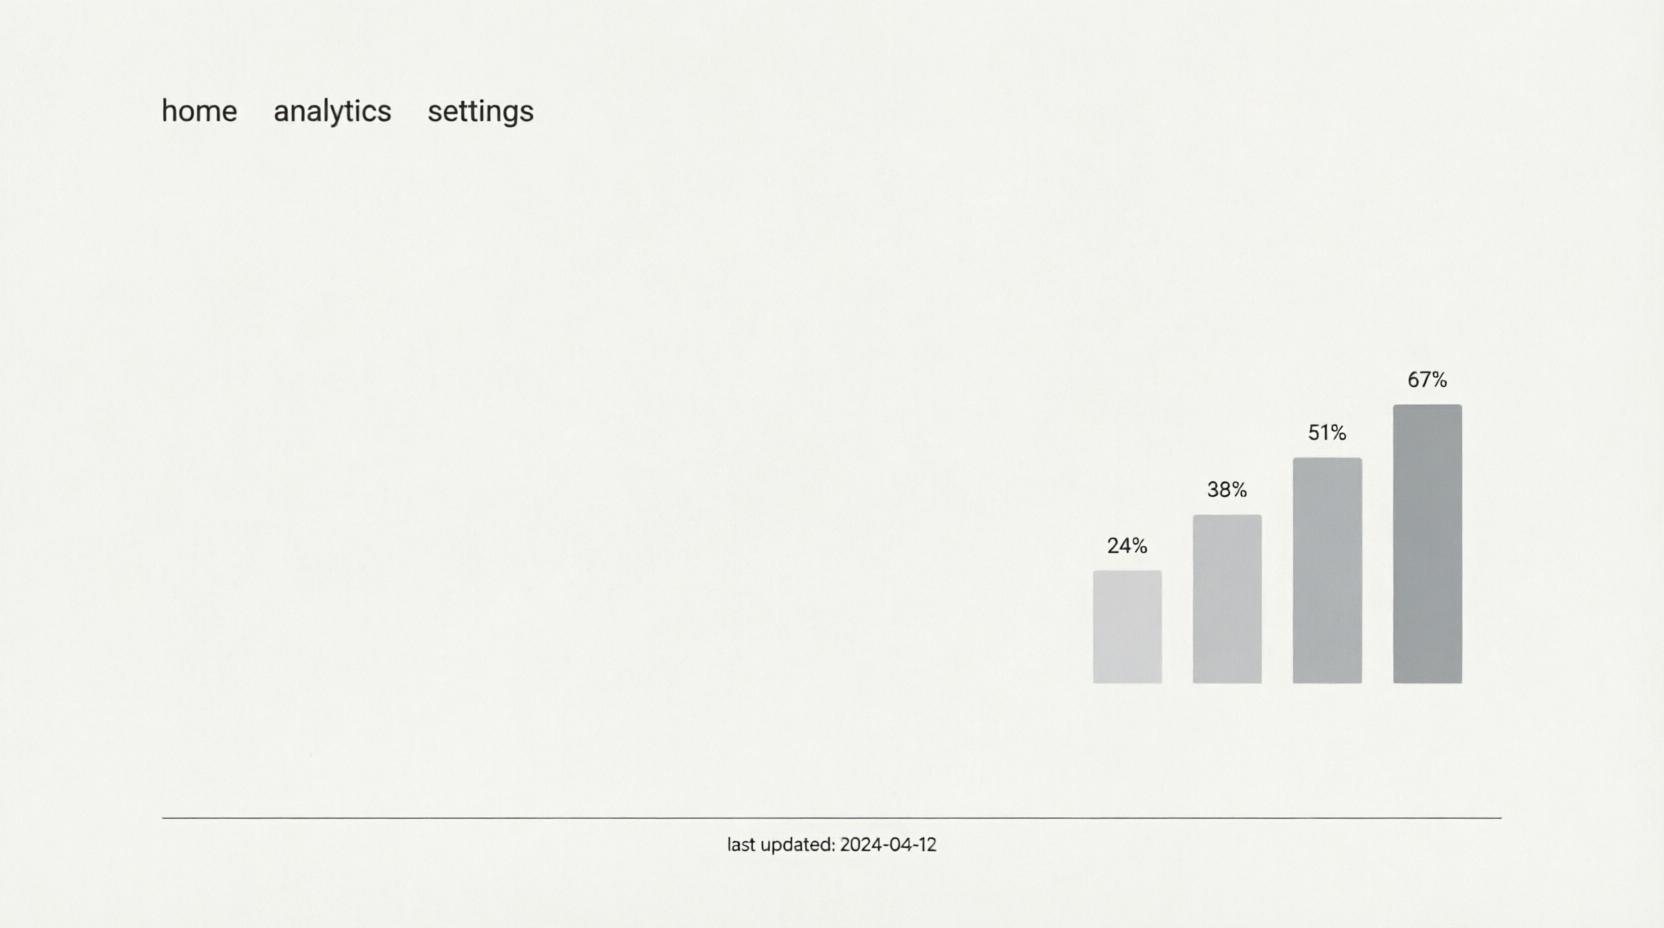 home analytics settings
67%
51%
38%
24%
last updated: 2024-04-12